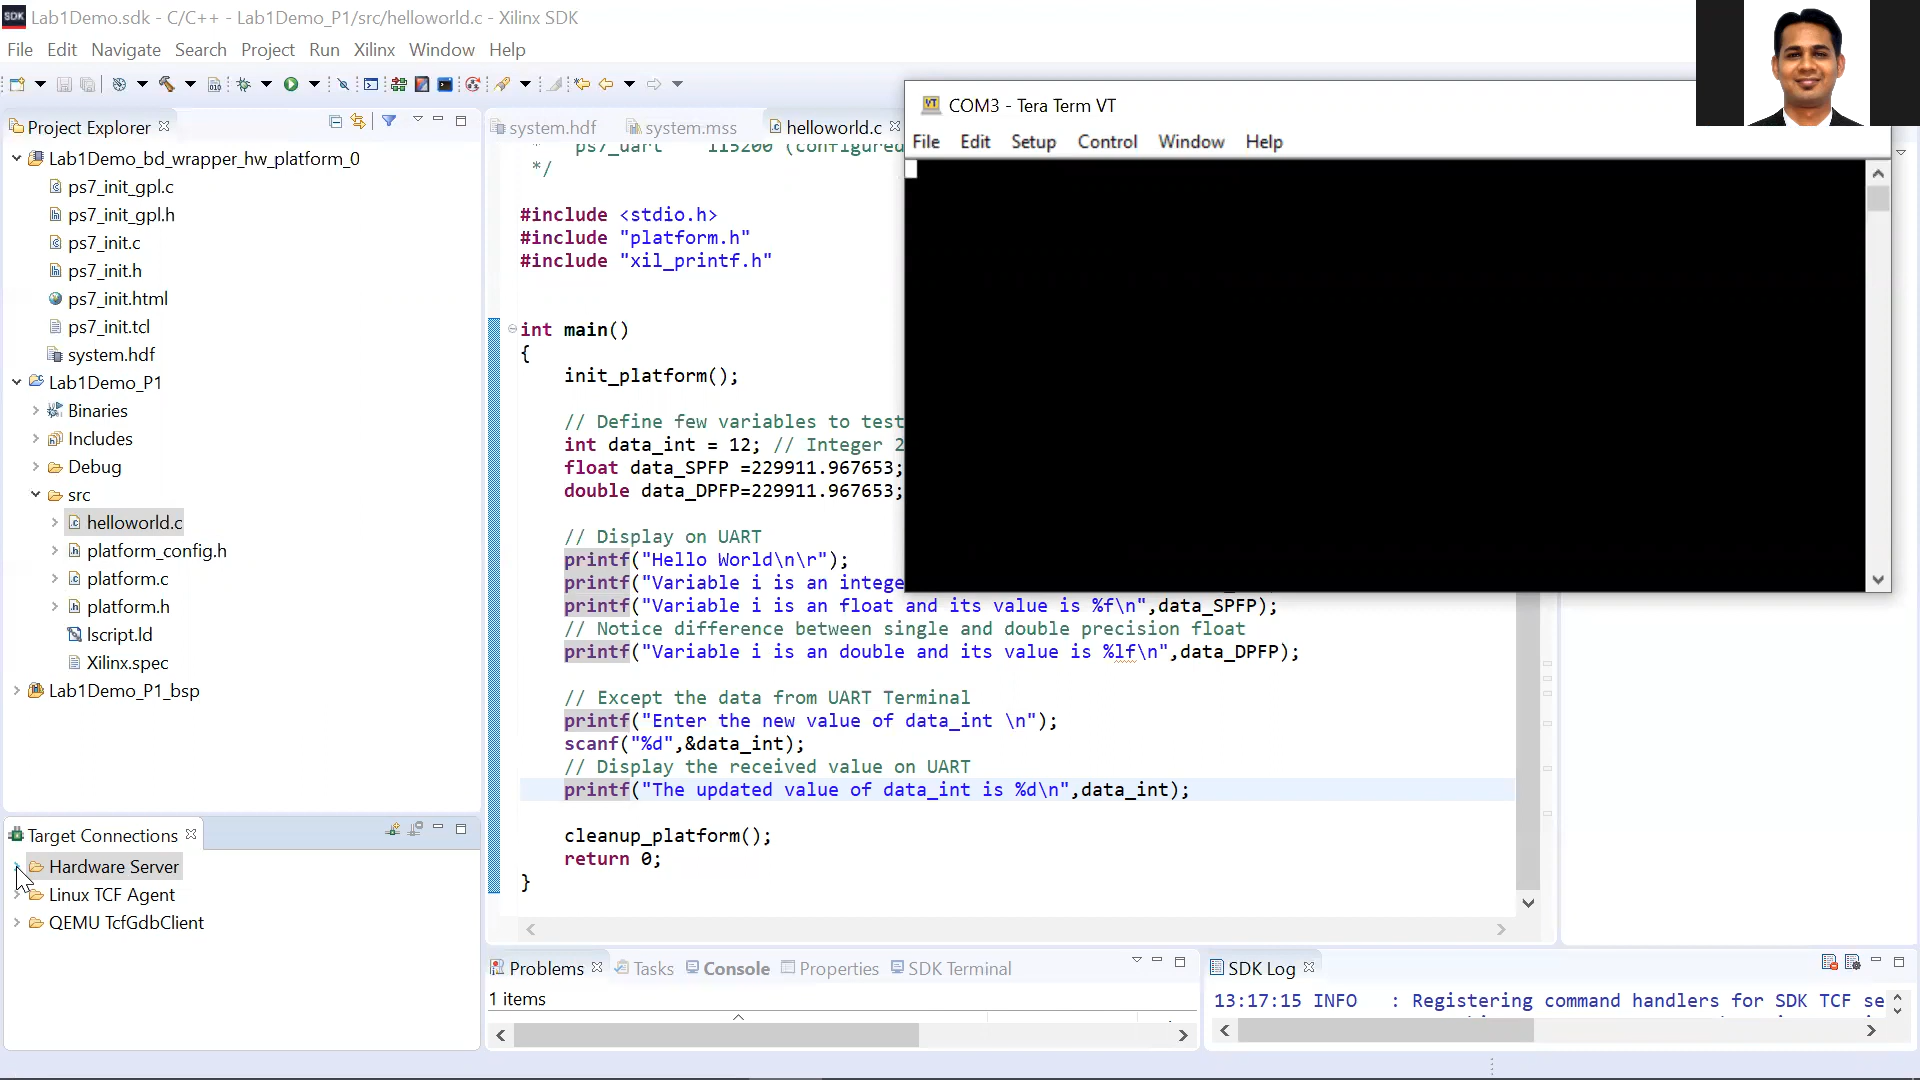 SDK Lab1Demo.sdk - C/C++ - Lab1Demo_P1/src/helloworld.c - Xilinx SDK
File Edit Navigate Search Project Run Xilinx Window Help
Project Explorer
Lab1Demo_bd_wrapper_hw_platform_0
ps7_init_gpl.c
ps7_init_gpl.h
ps7_init.c
ps7_init.h
ps7_init.html
ps7_init.tcl
system.hdf
Lab1Demo_P1
Binaries
Includes
Debug
src
helloworld.c
platform_config.h
platform.c
platform.h
lscript.ld
Xilinx.spec
Lab1Demo_P1_bsp
Target Connections
Hardware Server
Linux TCF Agent
QEMU TcfGdbClient
system.hdf system.mss helloworld.c
* ps7_uart 115200 (configured
*/
#include <stdio.h>
#include "platform.h"
#include "xil_printf.h"
int main()
{
init_platform();
// Define few variables to test
int data_int = 12; // Integer 2
float data_SPFP =229911.967653;
double data_DPFP=229911.967653;
// Display on UART
printf("Hello World\n\r");
printf("Variable i is an intege
printf("Variable i is an float and its value is %f\n",data_SPFP);
// Notice difference between single and double precision float
printf("Variable i is an double and its value is %lf\n",data_DPFP);
// Except the data from UART Terminal
printf("Enter the new value of data_int \n");
scanf("%d",&data_int);
// Display the received value on UART
printf("The updated value of data_int is %d\n",data_int);
cleanup_platform();
return 0;
}
COM3 - Tera Term VT
File Edit Setup Control Window Help
Problems Tasks Console Properties SDK Terminal
1 items
SDK Log
13:17:15 INFO : Registering command handlers for SDK TCF se